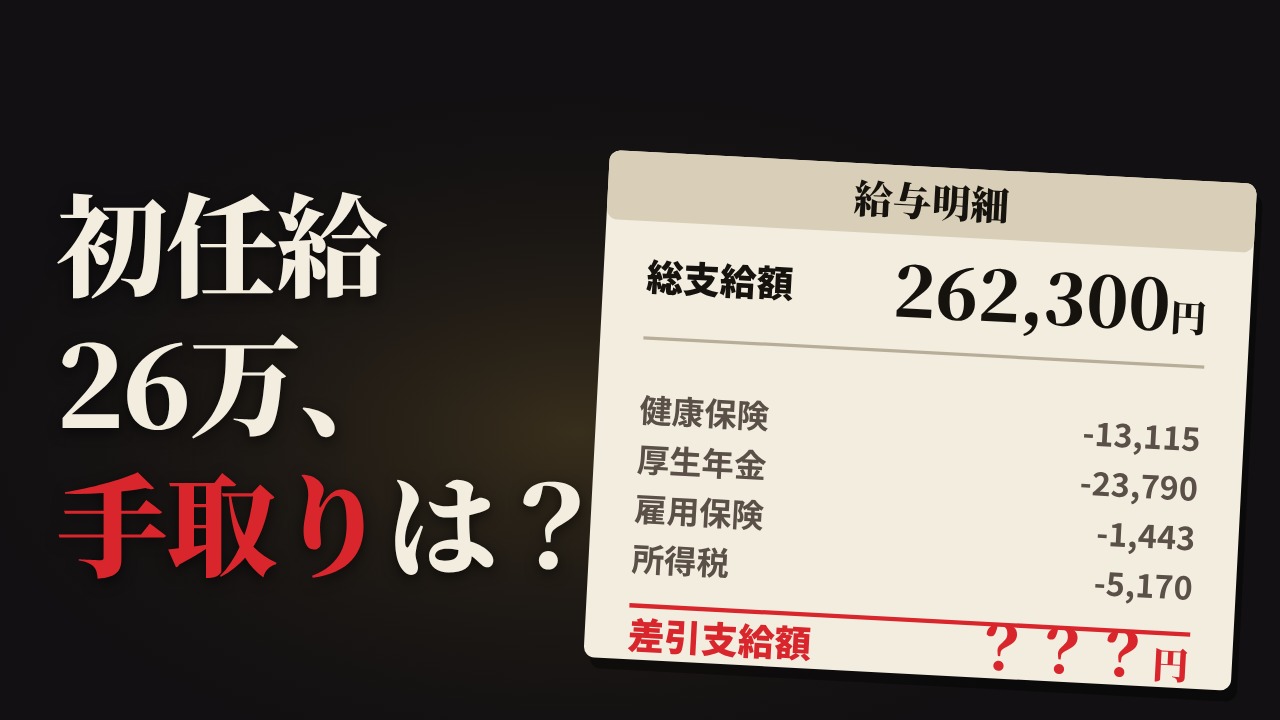 初任給
26万、
手取りは？
給与明細
総支給額 262,300円
健康保険 -13,115
厚生年金 -23,790
雇用保険 -1,443
所得税 -5,170
差引支給額 ？？？円